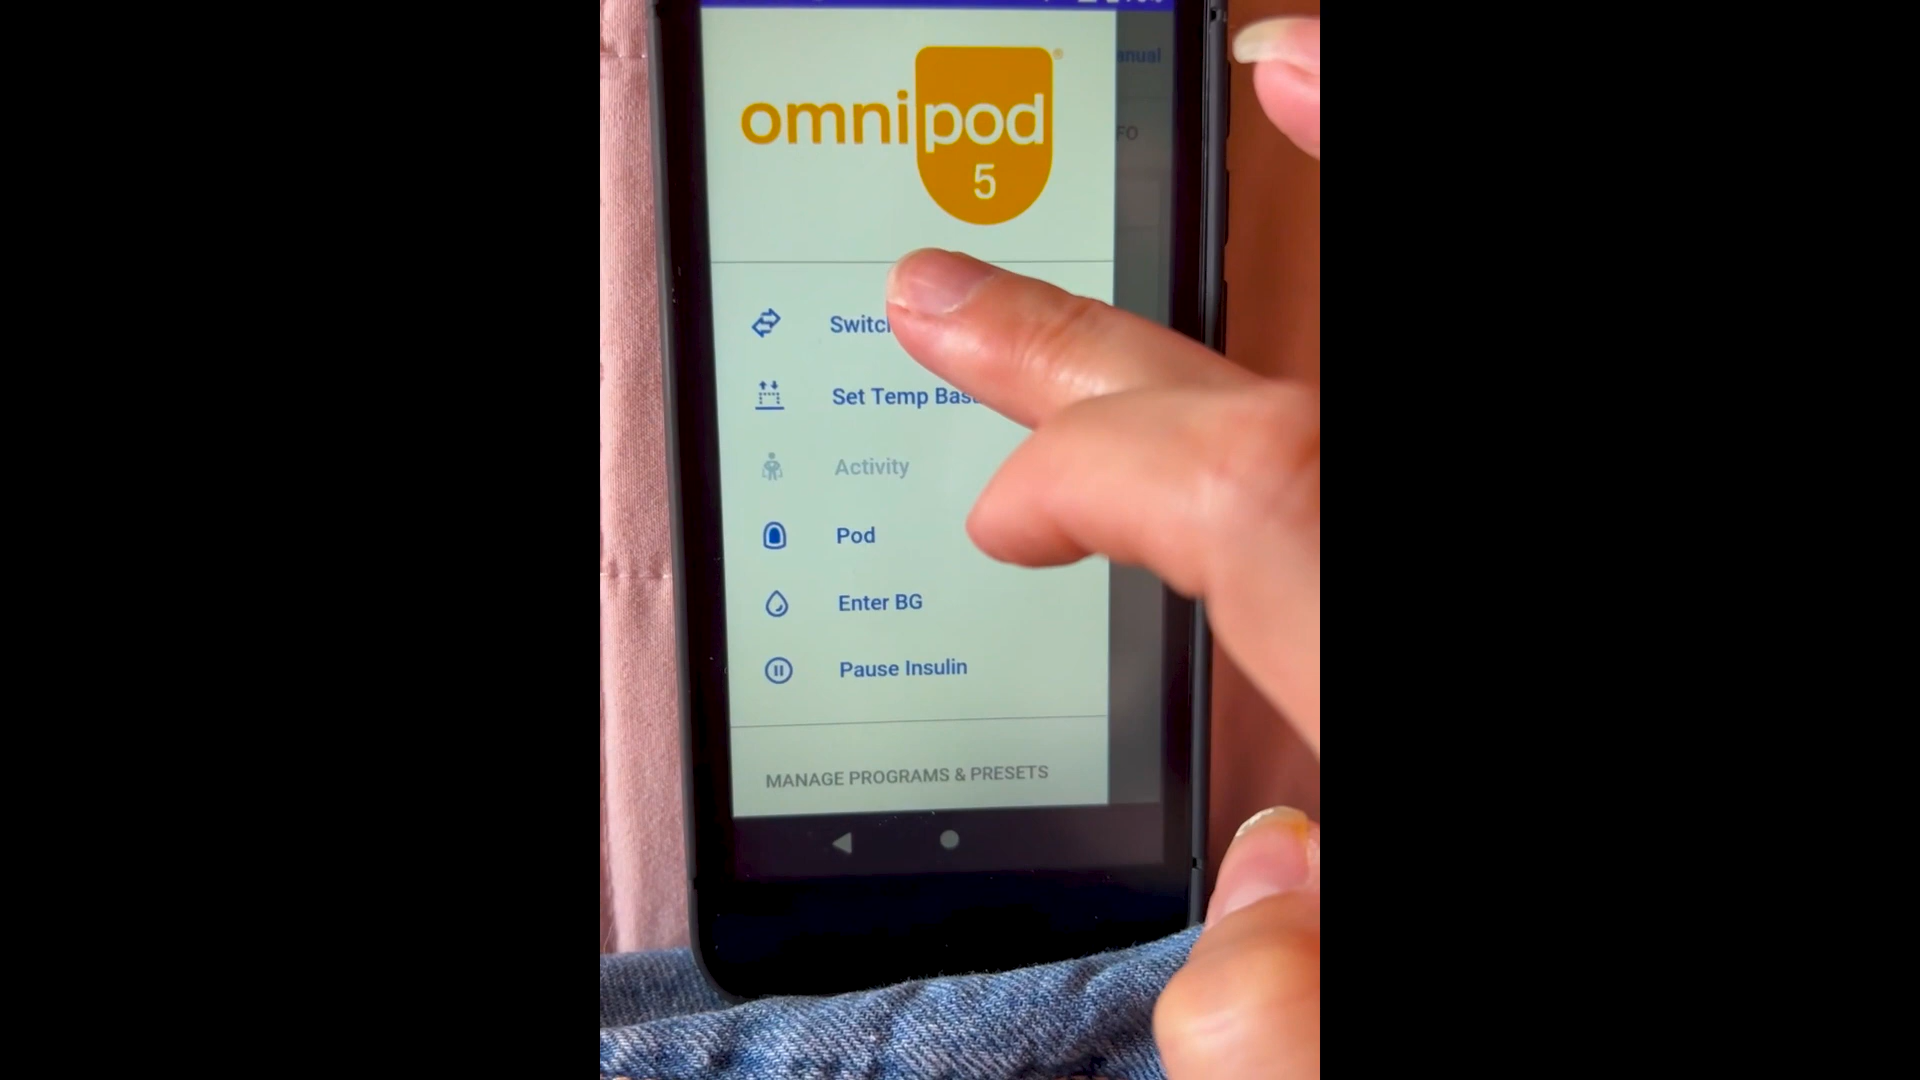 anual
omnipod®
FO
5
Switch
Set Temp Basa
Activity
Pod
Enter BG
Pause Insulin
MANAGE PROGRAMS & PRESETS